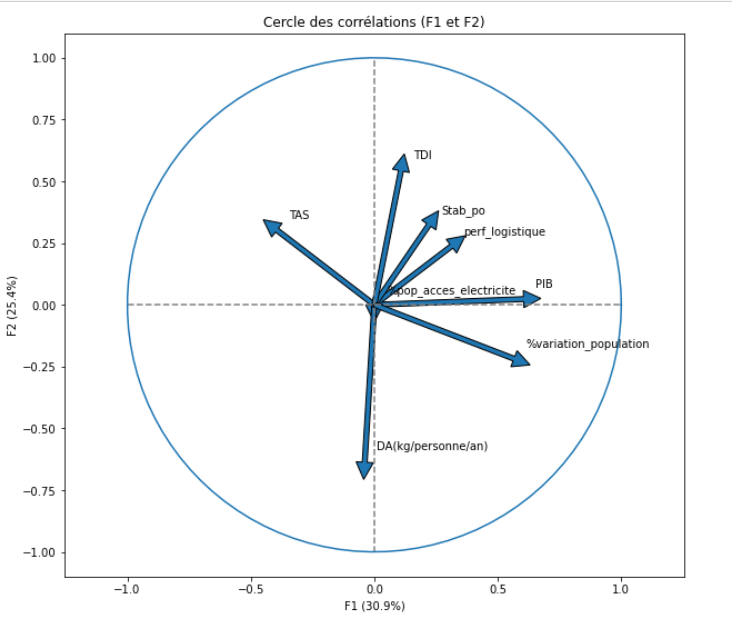 Cercle des corrélations (F1 et F2)
1.00
0.75
0.50
0.25
0.00
−0.25
−0.50
−0.75
−1.00
F2 (25.4%)
TDI
TAS
Stab_po
perf_logistique
PIB
%pop_acces_electricite
%variation_population
DA(kg/personne/an)
−1.0 −0.5 0.0 0.5 1.0
F1 (30.9%)